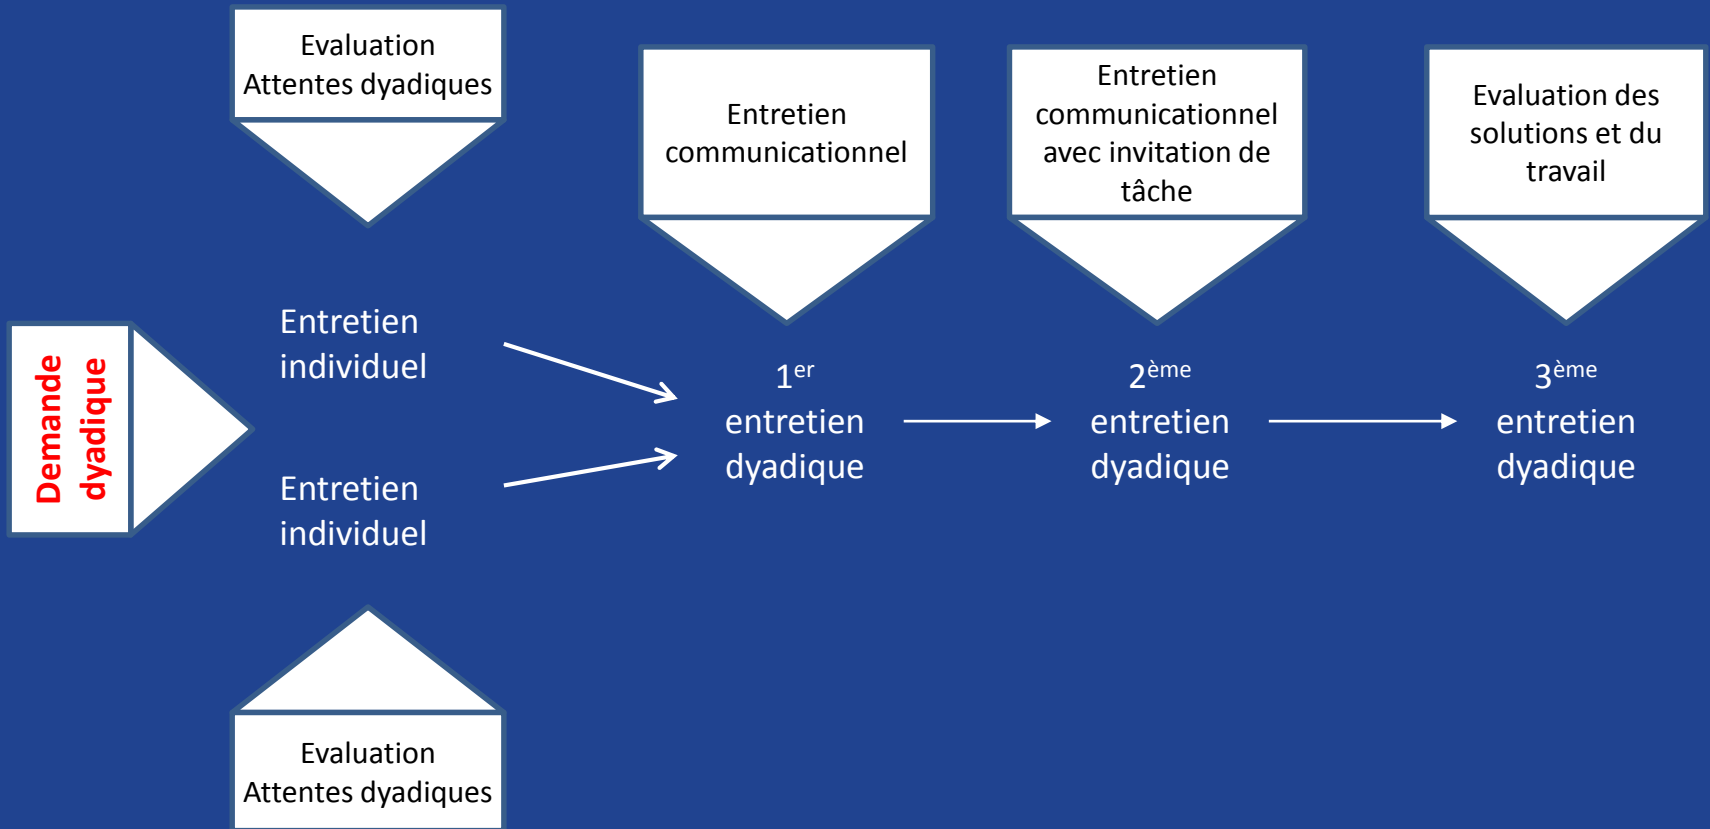 Evaluation
Attentes dyadiques
Entretien
communicationnel
Entretien
communicationnel
avec invitation de
tâche
Evaluation des
solutions et du
travail
Demande
dyadique
Entretien
individuel
Entretien
individuel
1er
entretien
dyadique
2ème
entretien
dyadique
3ème
entretien
dyadique
Evaluation
Attentes dyadiques